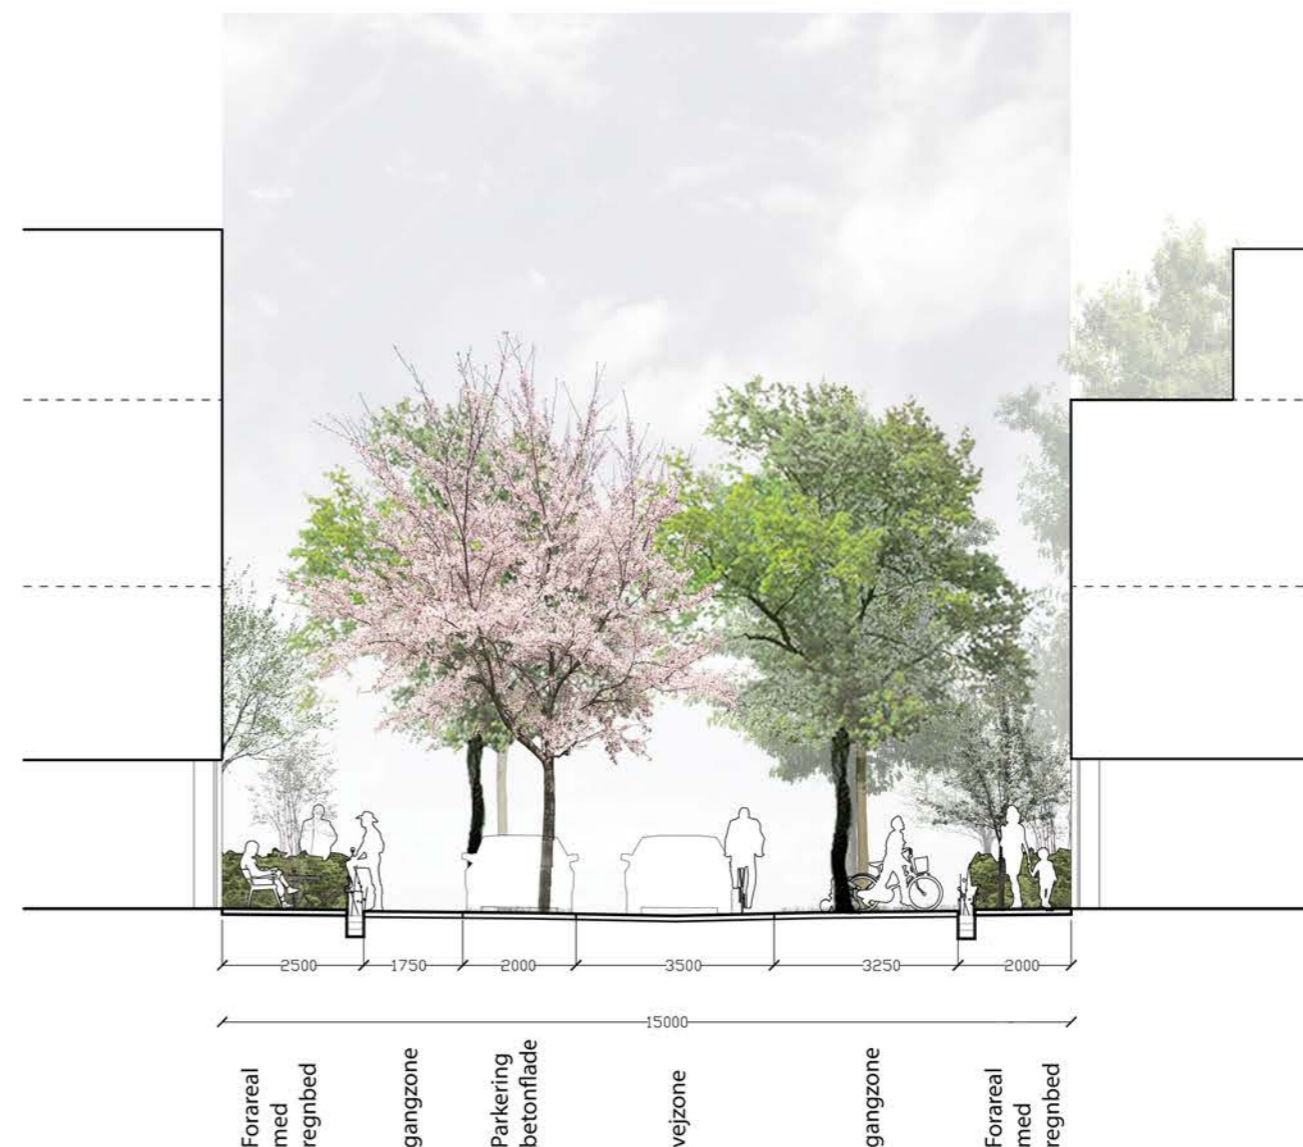 2500
1750
2000
3500
3250
2000
15000
Forareal
med
regnbed
gangzone
Parkering
betonflade
vejzone
gangzone
Forareal
med
regnbed